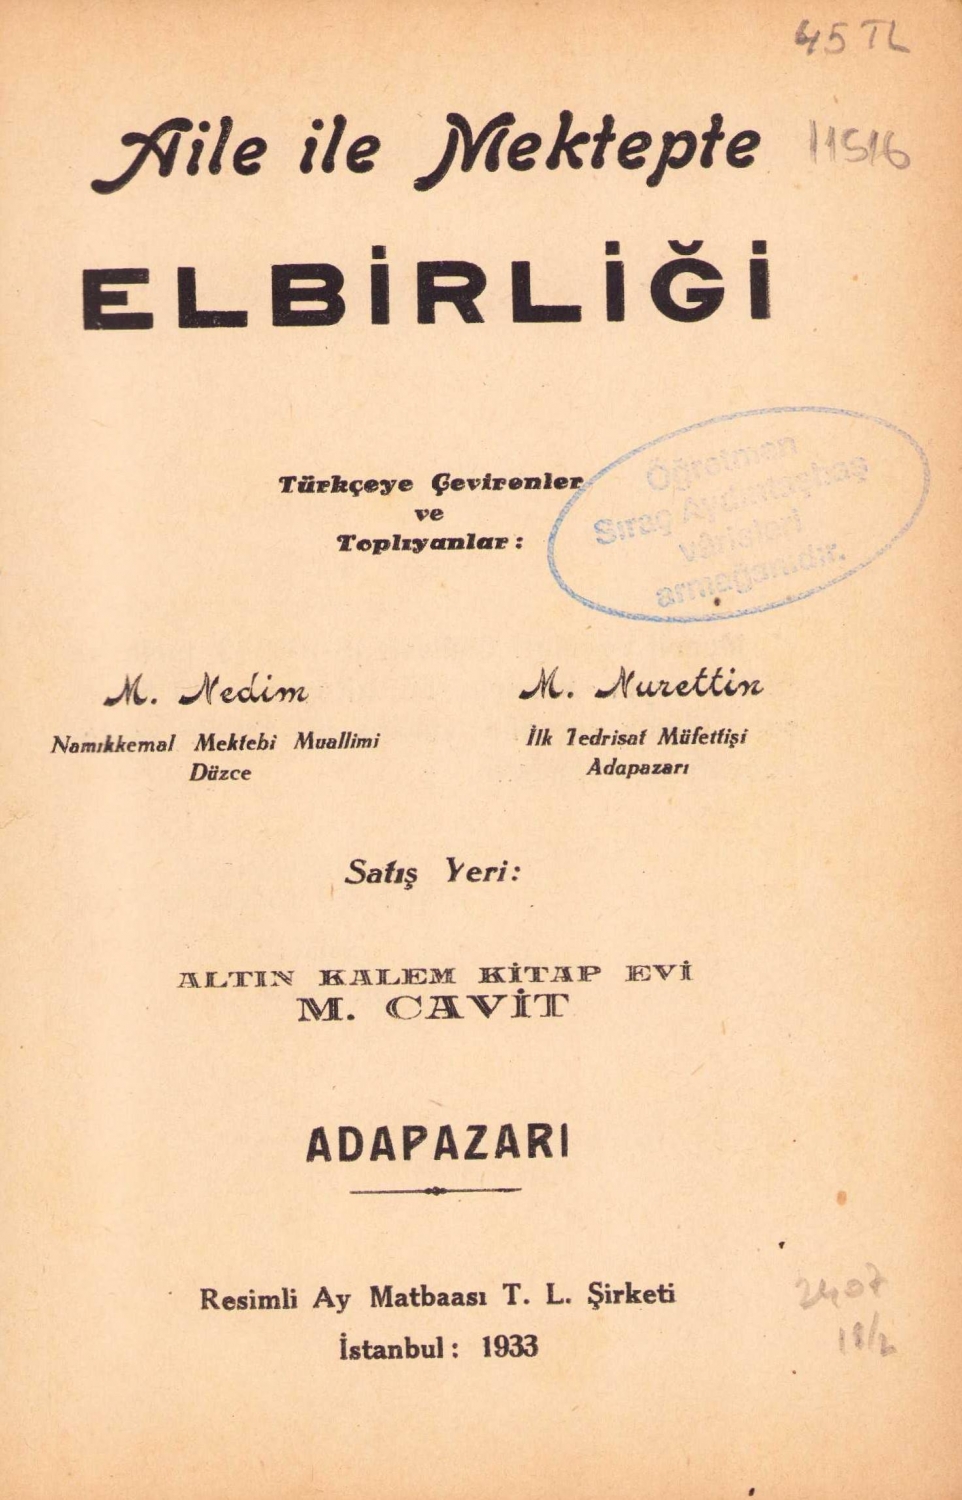 45 TL
Aile ile Mektepte
11516
ELBİRLİĞİ
Türkçeye Çevirenler
ve
Toplıyanlar :
Öğretmen
Sıraç Aydıntaşbaş
vârisleri
armağanıdır.
M. Nedim
Namıkkemal Mektebi Muallimi
Düzce
M. Nurettin
İlk Tedrisat Müfettişi
Adapazarı
Satış Yeri:
ALTIN KALEM KİTAP EVİ
M. CAVİT
ADAPAZARI
Resimli Ay Matbaası T. L. Şirketi
İstanbul : 1933